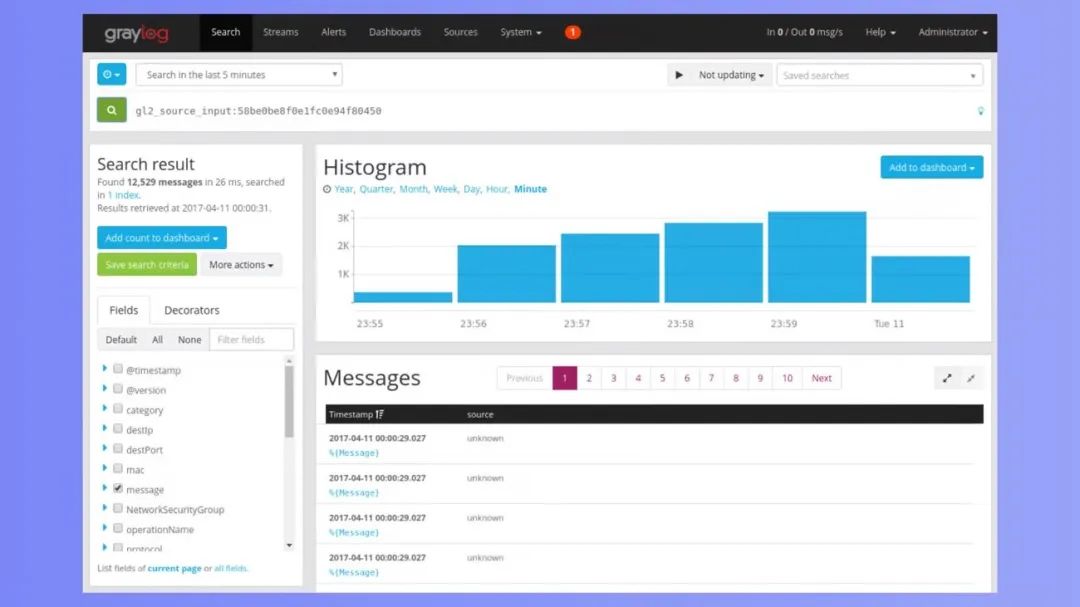 graylog Search Streams Alerts Dashboards Sources System 1 In 0 / Out 0 msg/s Help Administrator
Search in the last 5 minutes Not updating Saved searches
gl2_source_input:58be0be8f0e1fc0e94f80450
Search result
Found 12,529 messages in 26 ms, searched
in 1 index.
Results retrieved at 2017-04-11 00:00:31.
Add count to dashboard
Save search criteria More actions
Fields Decorators
Default All None Filter fields
@timestamp
@version
category
destIp
destPort
mac
message
NetworkSecurityGroup
operationName
protocol
List fields of current page or all fields.
Histogram Add to dashboard
Year, Quarter, Month, Week, Day, Hour, Minute
3K
2K
1K
23:55 23:56 23:57 23:58 23:59 Tue 11
Messages Previous 1 2 3 4 5 6 7 8 9 10 Next
Timestamp source
2017-04-11 00:00:29.027 unknown
%{Message}
2017-04-11 00:00:29.027 unknown
%{Message}
2017-04-11 00:00:29.027 unknown
%{Message}
2017-04-11 00:00:29.027 unknown
%{Message}